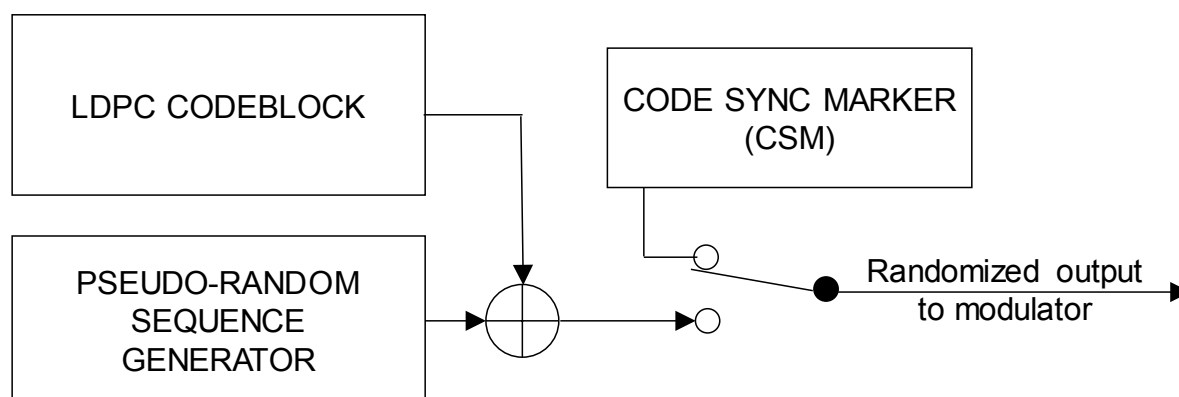 LDPC CODEBLOCK
CODE SYNC MARKER
(CSM)
PSEUDO-RANDOM
SEQUENCE
GENERATOR
Randomized output
to modulator